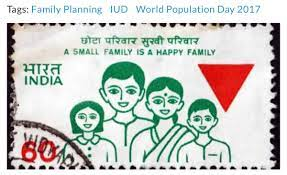 Tags: Family Planning IUD World Population Day 2017
छोटा परिवार सुखी परिवार
A SMALL FAMILY IS A HAPPY FAMILY
भारत
INDIA
60